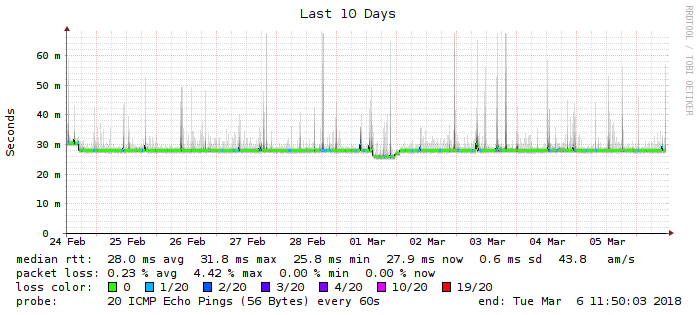 Last 10 Days
RRDTOOL / TOBI OETIKER
Seconds
60 m
50 m
40 m
30 m
20 m
10 m
0
24 Feb 25 Feb 26 Feb 27 Feb 28 Feb 01 Mar 02 Mar 03 Mar 04 Mar 05 Mar
median rtt: 28.0 ms avg 31.8 ms max 25.8 ms min 27.9 ms now 0.6 ms sd 43.8 am/s
packet loss: 0.23 % avg 4.42 % max 0.00 % min 0.00 % now
loss color: 0 1/20 2/20 3/20 4/20 10/20 19/20
probe: 20 ICMP Echo Pings (56 Bytes) every 60s end: Tue Mar 6 11:50:03 2018